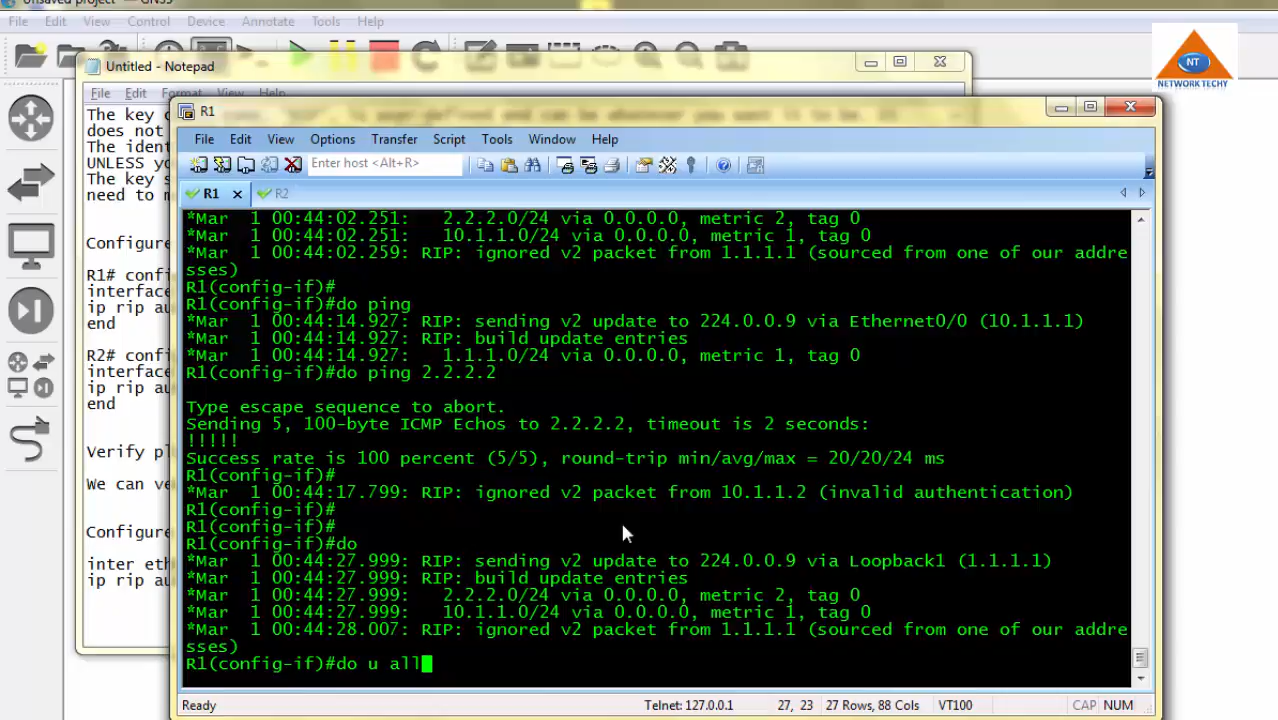 Unsaved project — GNS3
File Edit View Control Device Annotate Tools Help
NT
NETWORK TECHY
Untitled - Notepad
File Edit Format View Help
The key c
does not
The ident
UNLESS yo
The key s
need to m
Configure
R1# confi
interface
ip rip au
end
R2# confi
interface
ip rip au
end
Verify pl
We can ve
Configure
inter eth
ip rip au
R1
File Edit View Options Transfer Script Tools Window Help
Enter host <Alt+R>
R1 R2
*Mar 1 00:44:02.251: 2.2.2.0/24 via 0.0.0.0, metric 2, tag 0
*Mar 1 00:44:02.251: 10.1.1.0/24 via 0.0.0.0, metric 1, tag 0
*Mar 1 00:44:02.259: RIP: ignored v2 packet from 1.1.1.1 (sourced from one of our addre
sses)
R1(config-if)#
R1(config-if)#do ping
*Mar 1 00:44:14.927: RIP: sending v2 update to 224.0.0.9 via Ethernet0/0 (10.1.1.1)
*Mar 1 00:44:14.927: RIP: build update entries
*Mar 1 00:44:14.927: 1.1.1.0/24 via 0.0.0.0, metric 1, tag 0
R1(config-if)#do ping 2.2.2.2
Type escape sequence to abort.
Sending 5, 100-byte ICMP Echos to 2.2.2.2, timeout is 2 seconds:
!!!!!
Success rate is 100 percent (5/5), round-trip min/avg/max = 20/20/24 ms
R1(config-if)#
*Mar 1 00:44:17.799: RIP: ignored v2 packet from 10.1.1.2 (invalid authentication)
R1(config-if)#
R1(config-if)#
R1(config-if)#do
*Mar 1 00:44:27.999: RIP: sending v2 update to 224.0.0.9 via Loopback1 (1.1.1.1)
*Mar 1 00:44:27.999: RIP: build update entries
*Mar 1 00:44:27.999: 2.2.2.0/24 via 0.0.0.0, metric 2, tag 0
*Mar 1 00:44:27.999: 10.1.1.0/24 via 0.0.0.0, metric 1, tag 0
*Mar 1 00:44:28.007: RIP: ignored v2 packet from 1.1.1.1 (sourced from one of our addre
sses)
R1(config-if)#do u all
Ready Telnet: 127.0.0.1 27, 23 27 Rows, 88 Cols VT100 CAP NUM